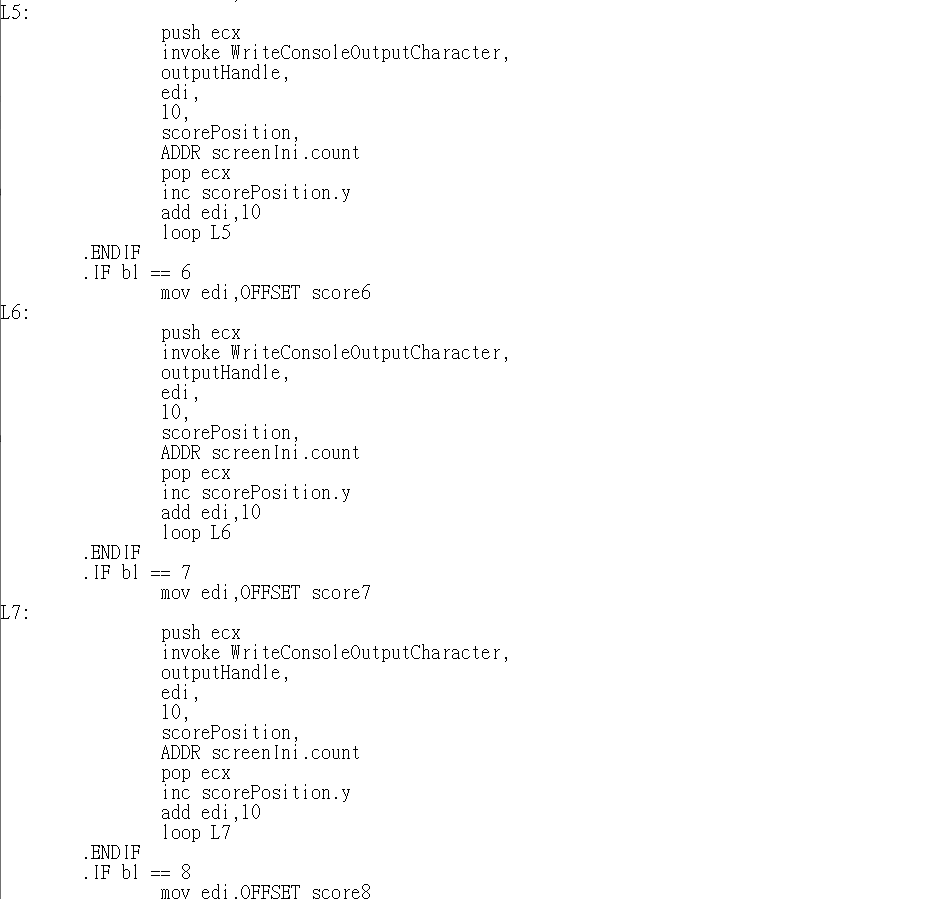 L5:
push ecx
invoke WriteConsoleOutputCharacter,
outputHandle,
edi,
10,
scorePosition,
ADDR screenIni.count
pop ecx
inc scorePosition.y
add edi,10
loop L5
.ENDIF
.IF bl == 6
mov edi,OFFSET score6
L6:
push ecx
invoke WriteConsoleOutputCharacter,
outputHandle,
edi,
10,
scorePosition,
ADDR screenIni.count
pop ecx
inc scorePosition.y
add edi,10
loop L6
.ENDIF
.IF bl == 7
mov edi,OFFSET score7
L7:
push ecx
invoke WriteConsoleOutputCharacter,
outputHandle,
edi,
10,
scorePosition,
ADDR screenIni.count
pop ecx
inc scorePosition.y
add edi,10
loop L7
.ENDIF
.IF bl == 8
mov edi,OFFSET score8